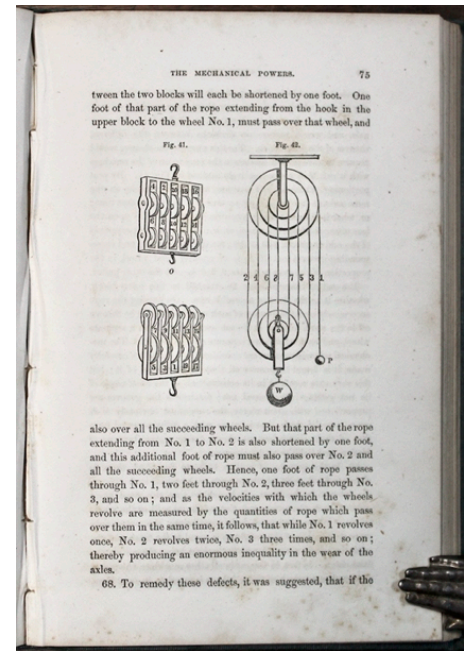 THE MECHANICAL POWERS. 75
tween the two blocks will each be shortened by one foot. One
foot of that part of the rope extending from the hook in the
upper block to the wheel No. 1, must pass over that wheel, and
Fig. 41. Fig. 42.
2 4 6 8 7 5 3 1
P
W
o
also over all the succeeding wheels. But that part of the rope
extending from No. 1 to No. 2 is also shortened by one foot,
and this additional foot of rope must also pass over No. 2 and
all the succeeding wheels. Hence, one foot of rope passes
through No. 1, two feet through No. 2, three feet through No.
3, and so on; and as the velocities with which the wheels
revolve are measured by the quantities of rope which pass
over them in the same time, it follows, that while No. 1 revolves
once, No. 2 revolves twice, No. 3 three times, and so on;
thereby producing an enormous inequality in the wear of the
axles.
68. To remedy these defects, it was suggested, that if the